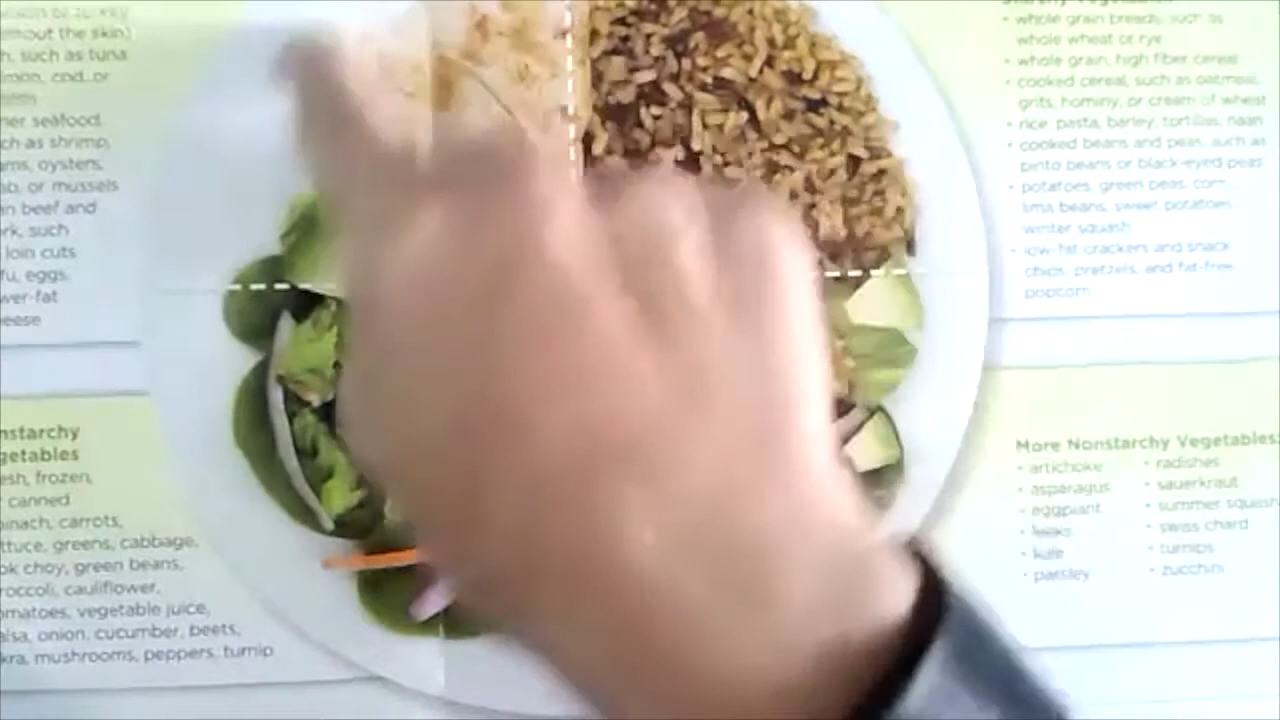 out the skin)
h, such as tuna
cod, or
er seafood
ch as shrimp,
ms, oysters,
or mussels
n beef and
rk, such
loin cuts
fu, eggs,
wer-fat
eese
nstarchy
getables
esh, frozen,
canned
inach, carrots,
ttuce, greens, cabbage,
ok choy, green beans,
roccoli, cauliflower,
omatoes, vegetable juice,
alsa, onion, cucumber, beets,
kra, mushrooms, peppers, turnip
• whole grain breads, such as
whole wheat or rye
• whole grain, high fiber cereal
• cooked cereal, such as oatmeal,
grits, hominy, or cream of wheat
• rice, pasta, barley, tortillas, naan
• cooked beans and peas, such as
pinto beans or black-eyed peas
• potatoes, green peas, corn,
lima beans, sweet potatoes,
winter squash
• low-fat crackers and snack
chips, pretzels, and fat-free
popcorn
More Nonstarchy Vegetables:
• artichoke
• asparagus
• eggplant
• leeks
• kale
• parsley
• radishes
• sauerkraut
• summer squash
• swiss chard
• turnips
• zucchini